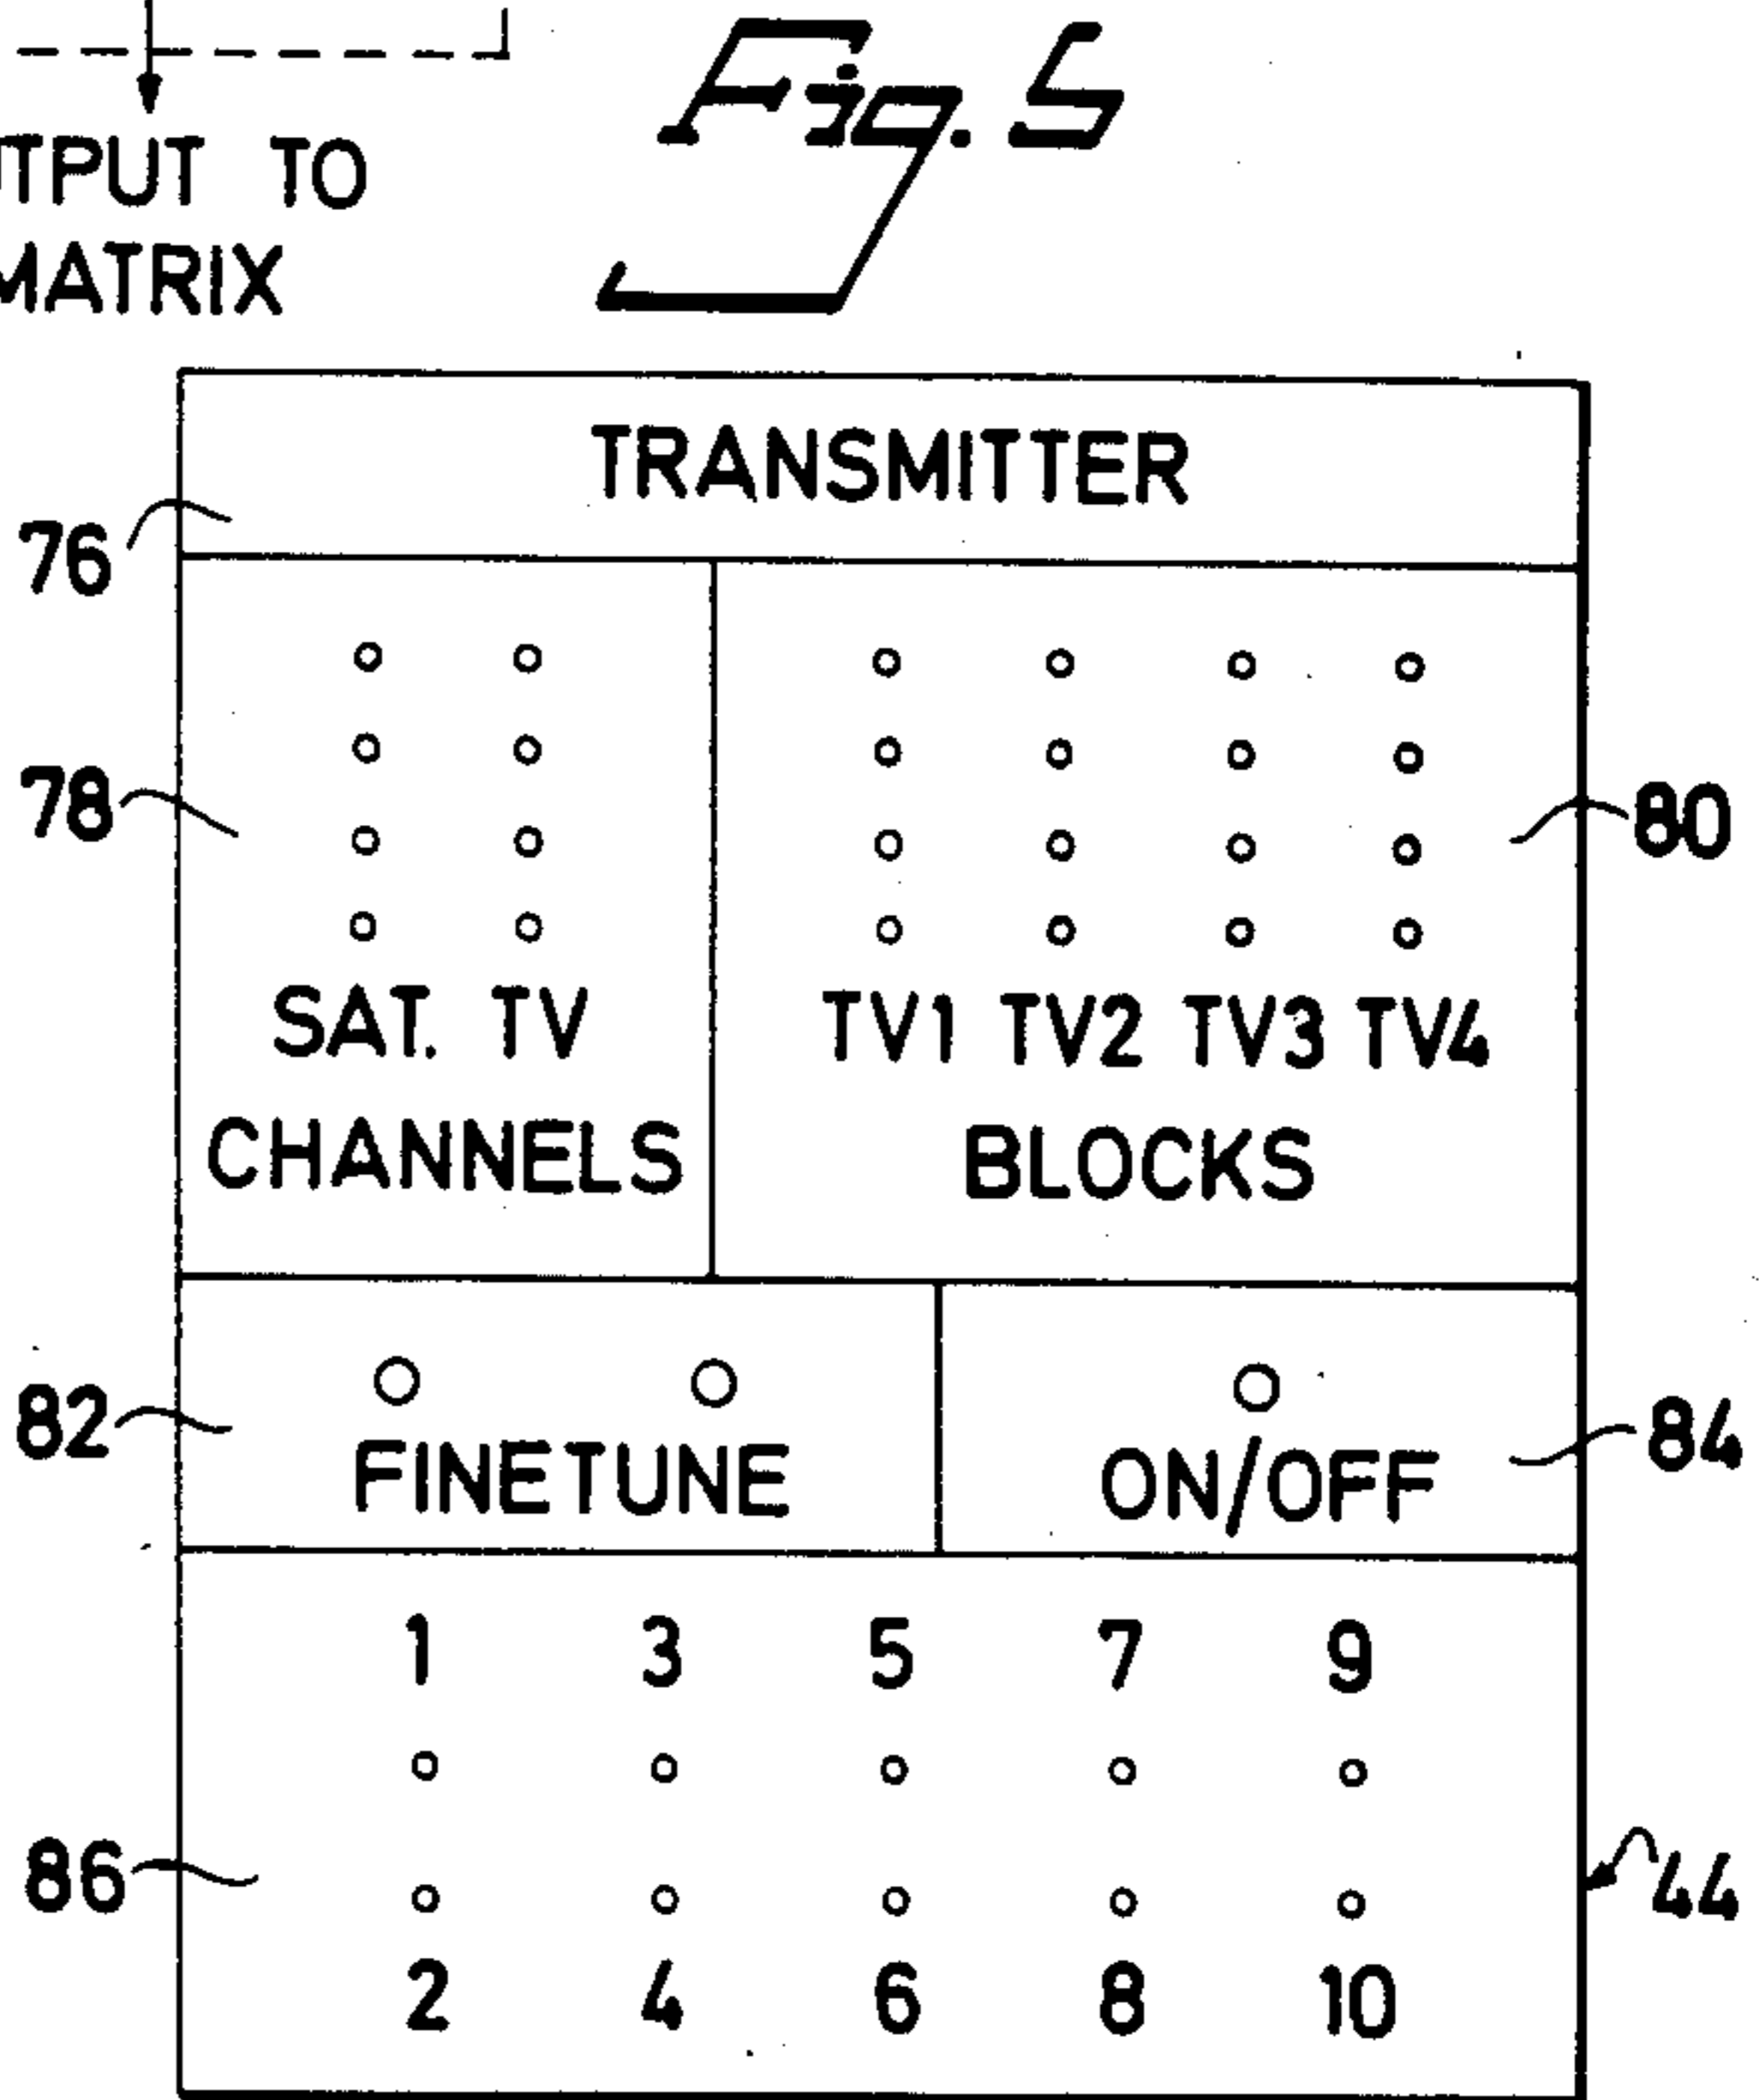 Fig. 5
TPUT TO
MATRIX
TRANSMITTER
76
78
80
SAT. TV
TV1 TV2 TV3 TV4
CHANNELS
BLOCKS
82
84
FINETUNE
ON/OFF
1 3 5 7 9
86
44
2 4 6 8 10